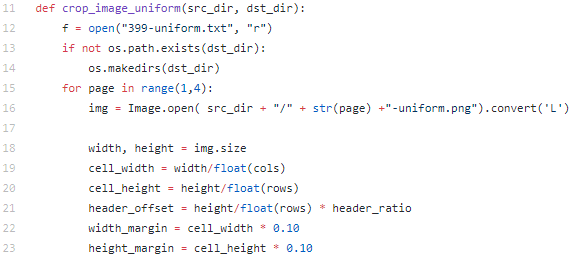 11 def crop_image_uniform(src_dir, dst_dir):
12     f = open("399-uniform.txt", "r")
13     if not os.path.exists(dst_dir):
14         os.makedirs(dst_dir)
15     for page in range(1,4):
16         img = Image.open( src_dir + "/" + str(page) +"-uniform.png").convert('L')
17
18         width, height = img.size
19         cell_width = width/float(cols)
20         cell_height = height/float(rows)
21         header_offset = height/float(rows) * header_ratio
22         width_margin = cell_width * 0.10
23         height_margin = cell_height * 0.10